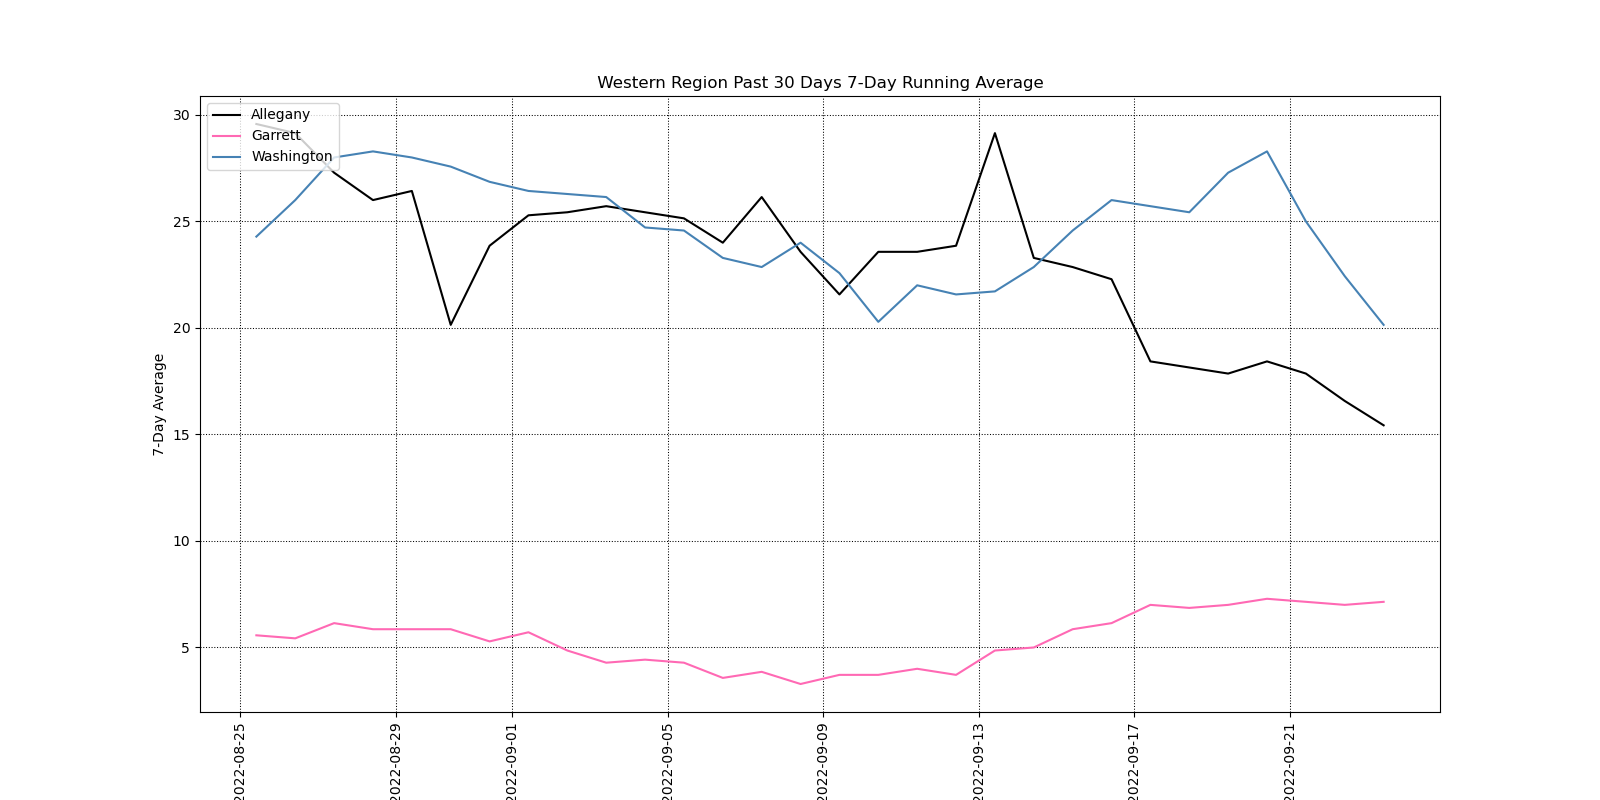 Western Region Past 30 Days 7-Day Running Average
Allegany
Garrett
Washington
30
25
20
15
10
5
7-Day Average
2022-08-25
2022-08-29
2022-09-01
2022-09-05
2022-09-09
2022-09-13
2022-09-17
2022-09-21